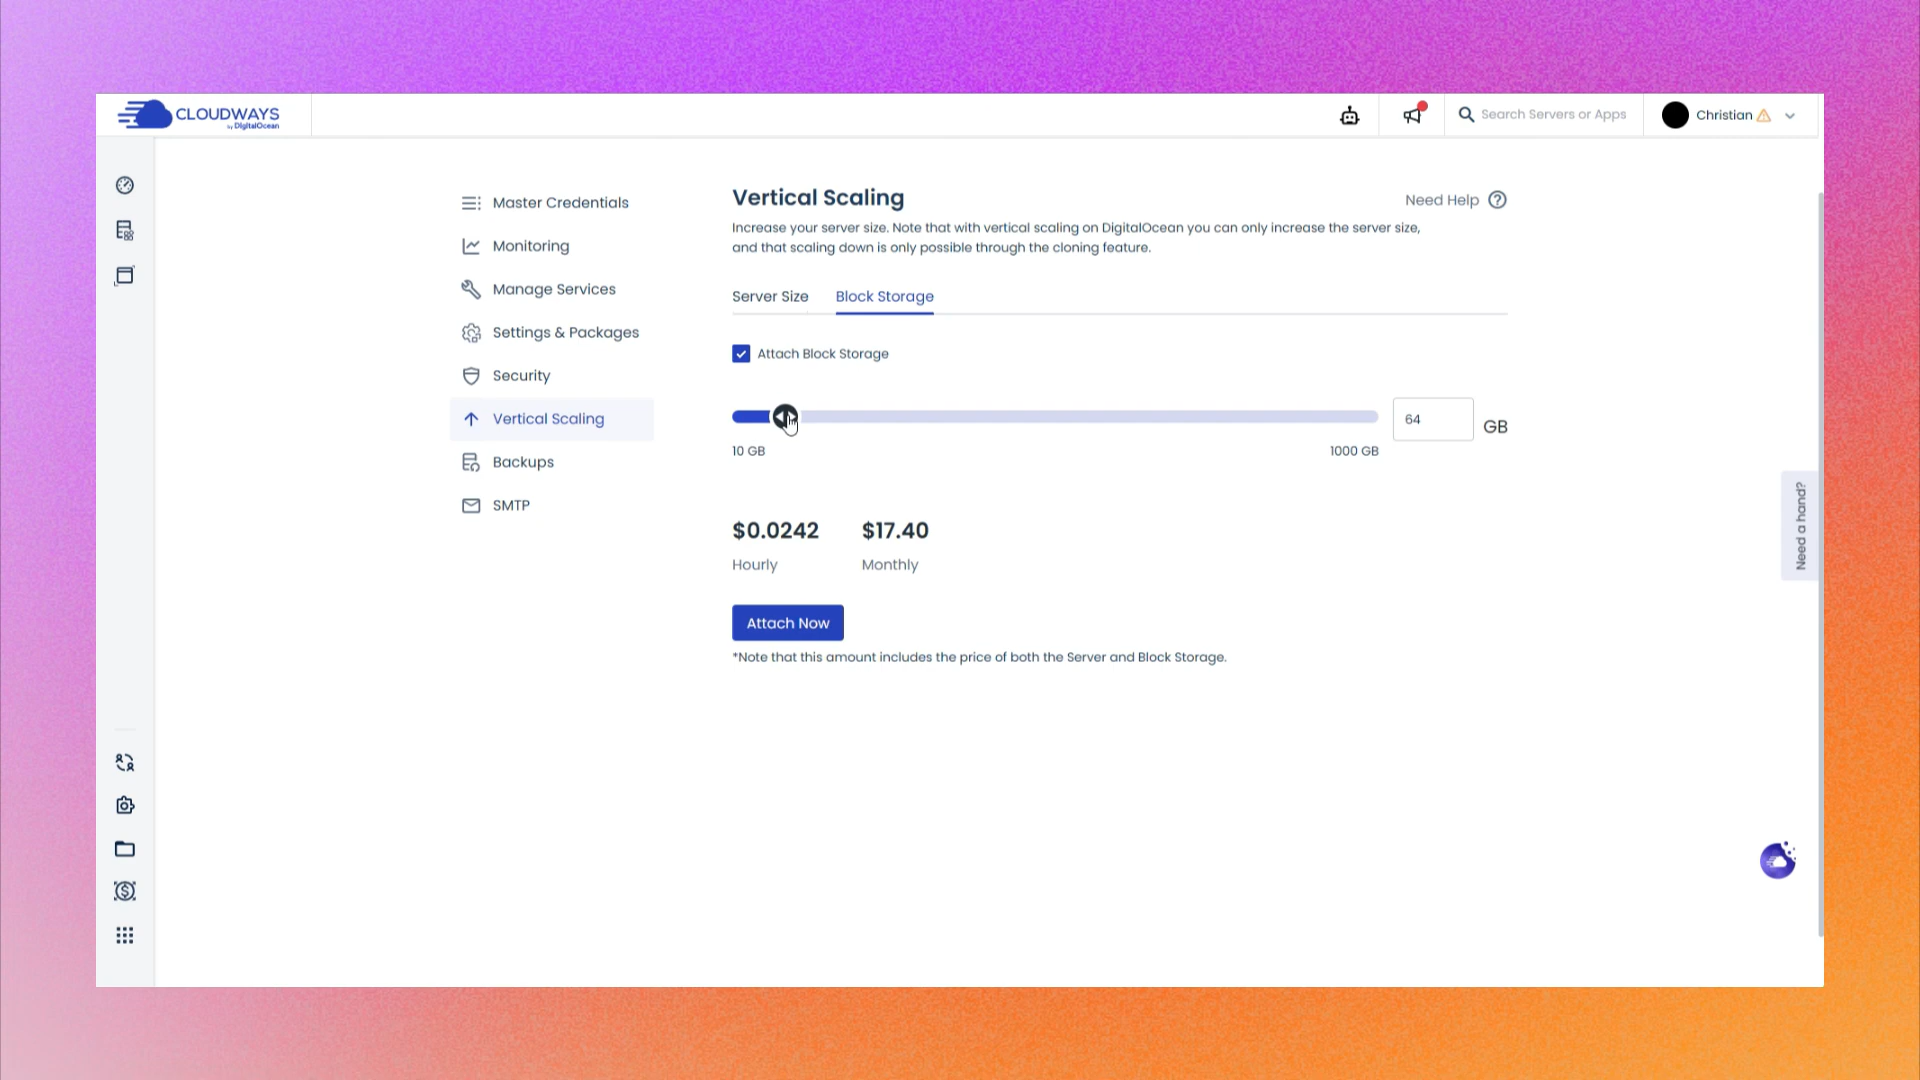 CLOUDWAYS
by DigitalOcean
Search Servers or Apps
Christian
Master Credentials
Monitoring
Manage Services
Settings & Packages
Security
Vertical Scaling
Backups
SMTP
Vertical Scaling
Need Help
Increase your server size. Note that with vertical scaling on DigitalOcean you can only increase the server size,
and that scaling down is only possible through the cloning feature.
Server Size
Block Storage
Attach Block Storage
64
GB
10 GB
1000 GB
$0.0242
$17.40
Hourly
Monthly
Attach Now
*Note that this amount includes the price of both the Server and Block Storage.
Need a hand?